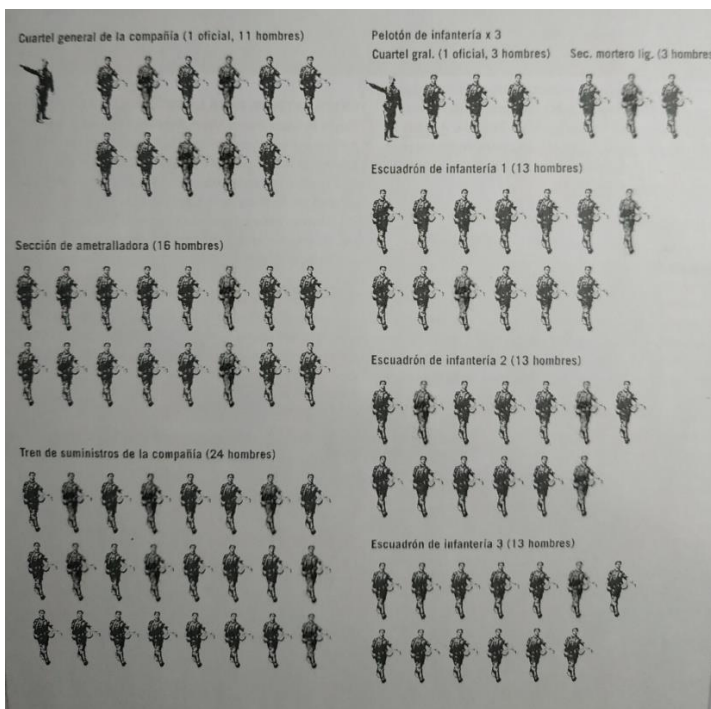 Cuartel general de la compañía (1 oficial, 11 hombres)
Sección de ametralladora (16 hombres)
Tren de suministros de la compañía (24 hombres)
Pelotón de infantería x 3
Cuartel gral. (1 oficial, 3 hombres) Sec. mortero lig. (3 hombres
Escuadrón de infantería 1 (13 hombres)
Escuadrón de infantería 2 (13 hombres)
Escuadrón de infantería 3 (13 hombres)